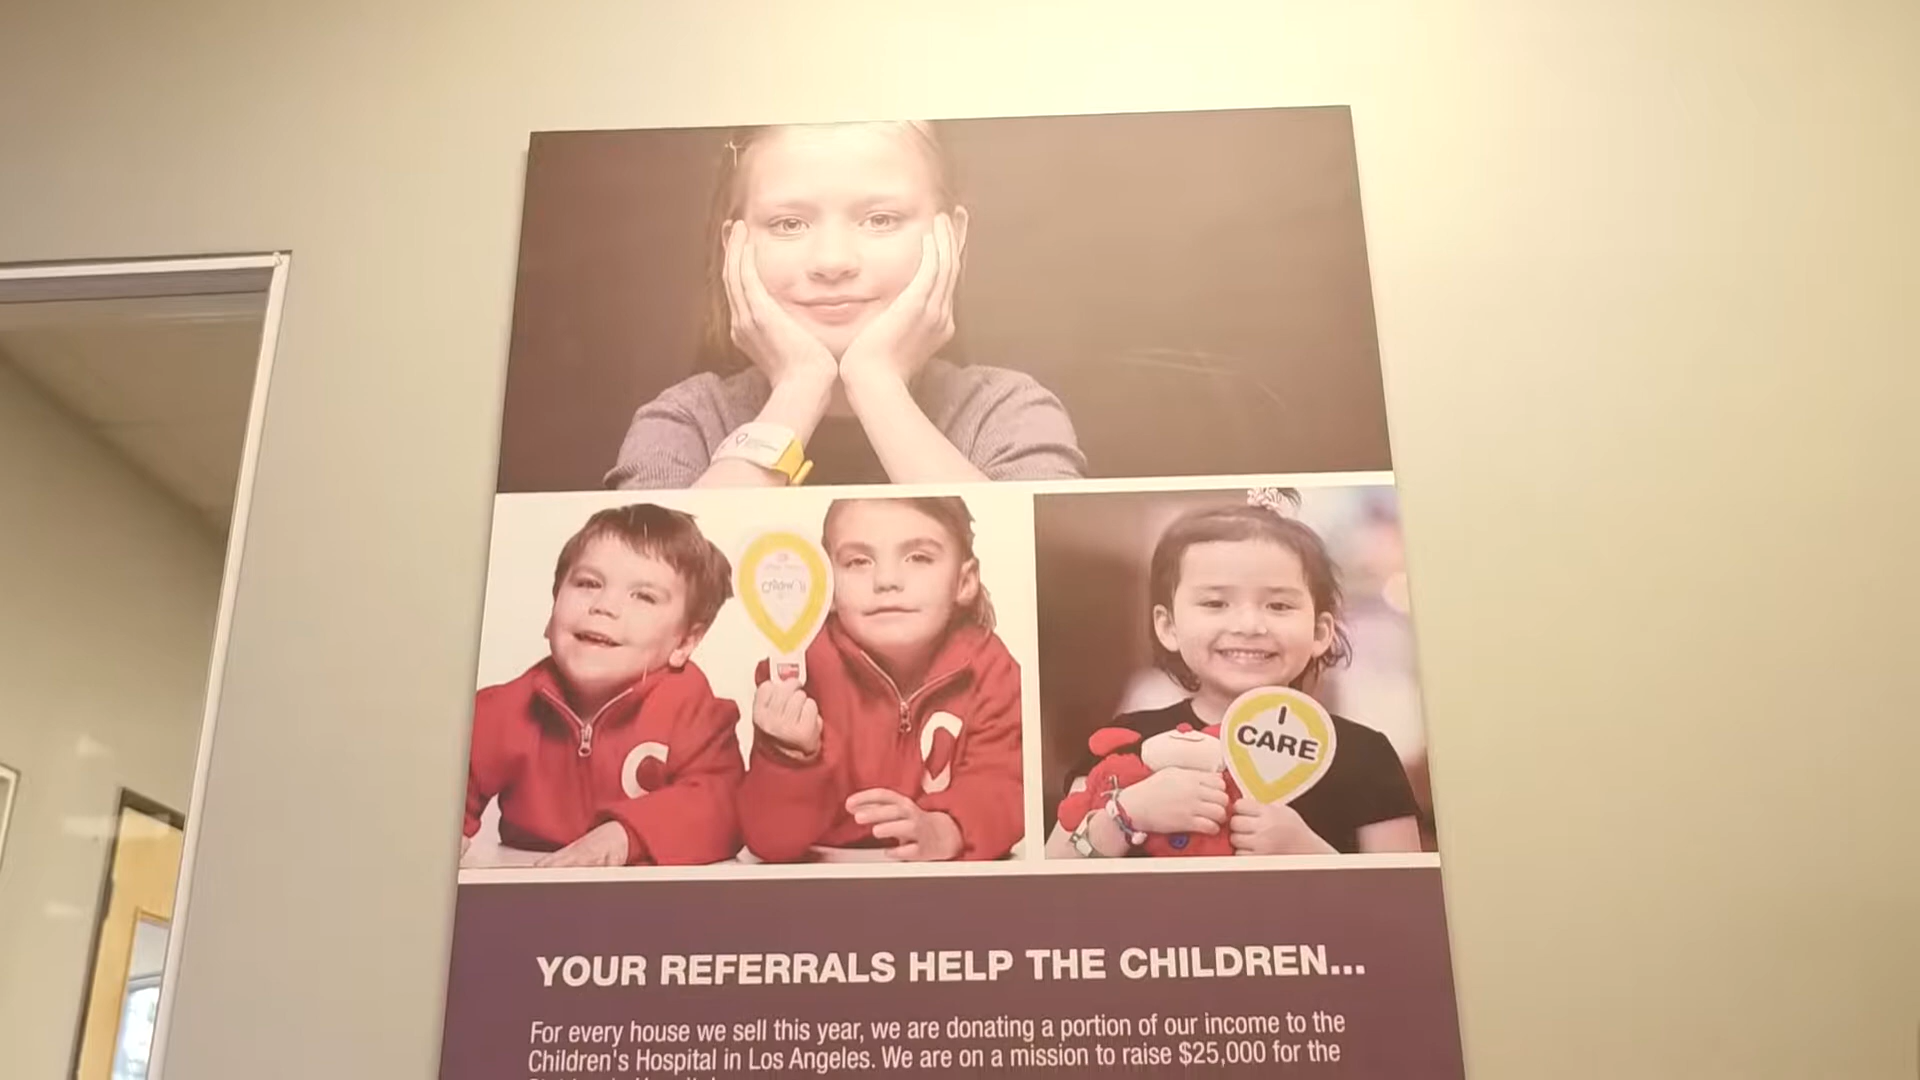 Children's
C
C
I
CARE
YOUR REFERRALS HELP THE CHILDREN...
For every house we sell this year, we are donating a portion of our income to the
Children's Hospital in Los Angeles. We are on a mission to raise $25,000 for the